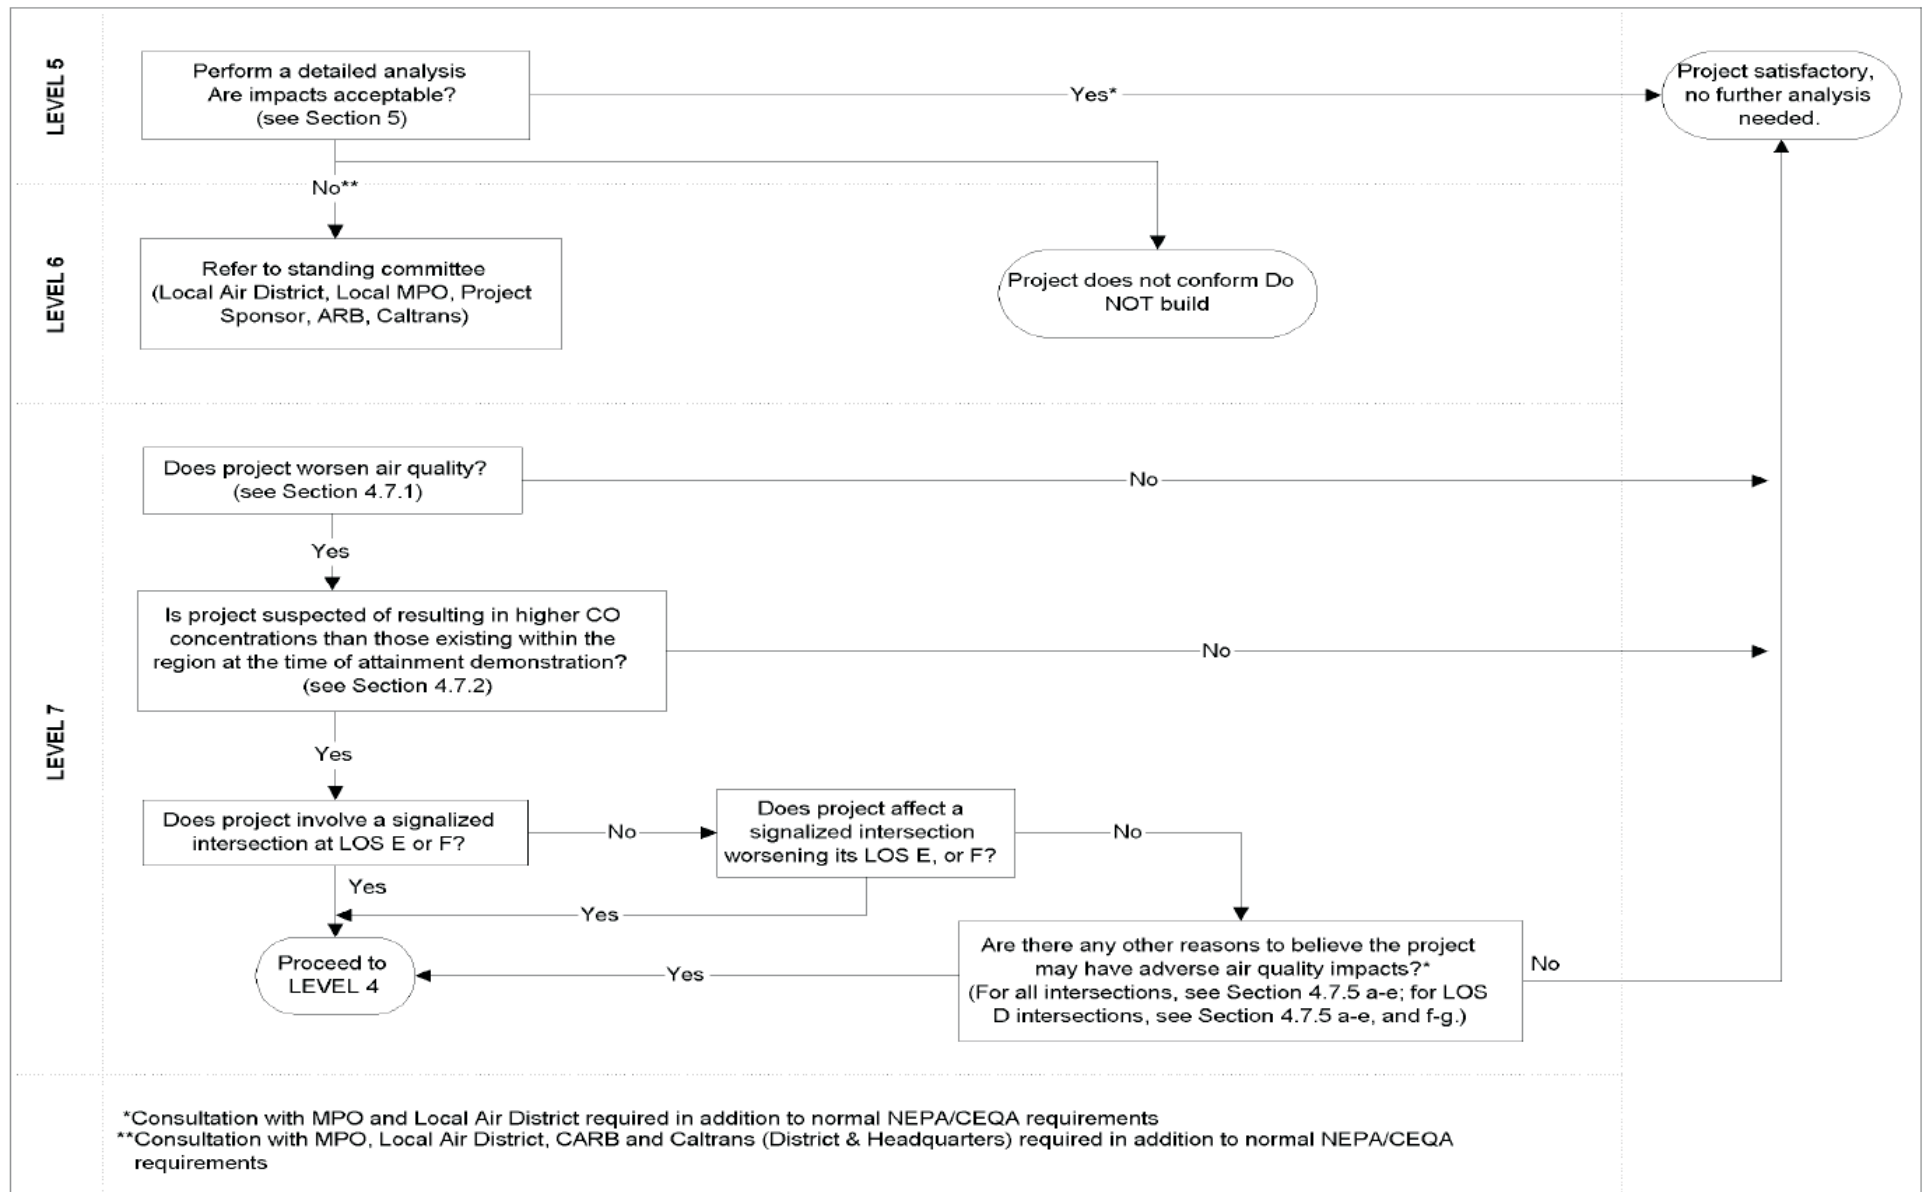 LEVEL 5
Perform a detailed analysis
Are impacts acceptable?
(see Section 5)
Yes*
Project satisfactory,
no further analysis
needed.
No**
LEVEL 6
Refer to standing committee
(Local Air District, Local MPO, Project
Sponsor, ARB, Caltrans)
Project does not conform Do
NOT build
LEVEL 7
Does project worsen air quality?
(see Section 4.7.1)
No
Yes
Is project suspected of resulting in higher CO
concentrations than those existing within the
region at the time of attainment demonstration?
(see Section 4.7.2)
No
Yes
Does project involve a signalized
intersection at LOS E or F?
No
Does project affect a
signalized intersection
worsening its LOS E, or F?
No
Yes
Yes
Proceed to
LEVEL 4
Yes
Are there any other reasons to believe the project
may have adverse air quality impacts?*
(For all intersections, see Section 4.7.5 a-e; for LOS
D intersections, see Section 4.7.5 a-e, and f-g.)
No
*Consultation with MPO and Local Air District required in addition to normal NEPA/CEQA requirements
**Consultation with MPO, Local Air District, CARB and Caltrans (District & Headquarters) required in addition to normal NEPA/CEQA
requirements